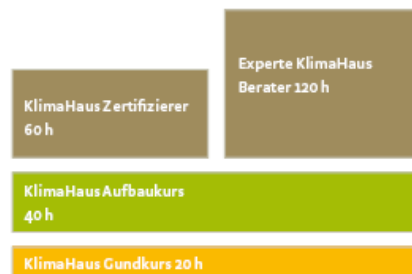 Experte KlimaHaus
Berater 120 h
KlimaHaus Zertifizierer
60 h
KlimaHaus Aufbaukurs
40 h
KlimaHaus Gundkurs 20 h